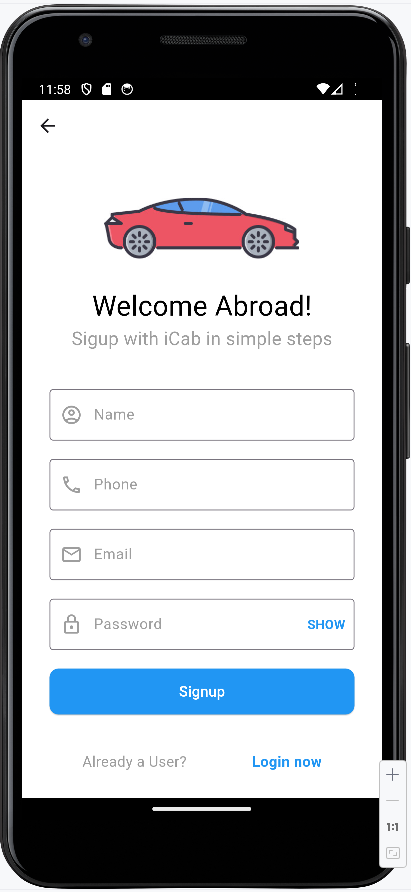 11:58
Welcome Abroad!
Sigup with iCab in simple steps
Name
Phone
Email
Password SHOW
Signup
Already a User? Login now
1:1